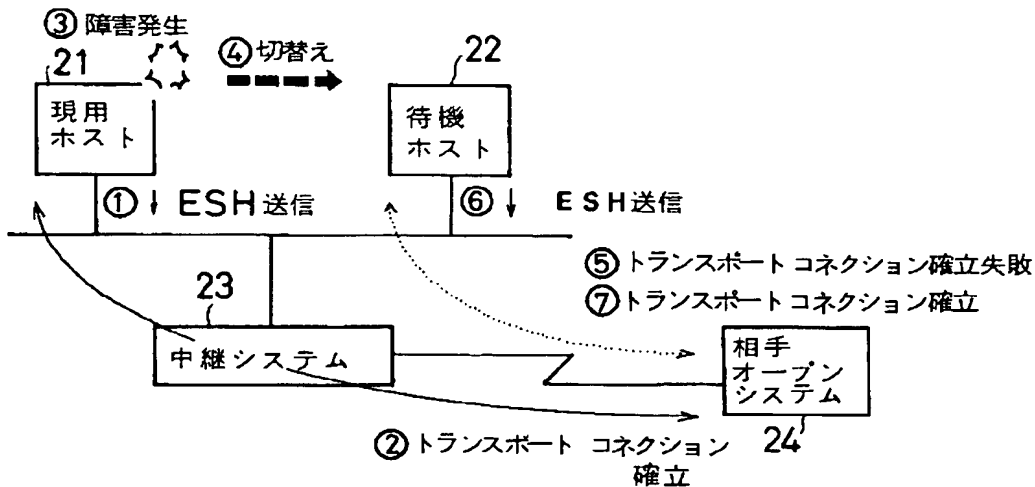 ③ 障害発生
21
④切替え
22
現用
ホスト
待機
ホスト
① ↓ ESH送信
⑥ ↓ ESH送信
⑤トランスポート コネクション確立失敗
⑦トランスポート コネクション確立
23
中継システム
相手
オープン
システム
24
②トランスポート コネクション
確立